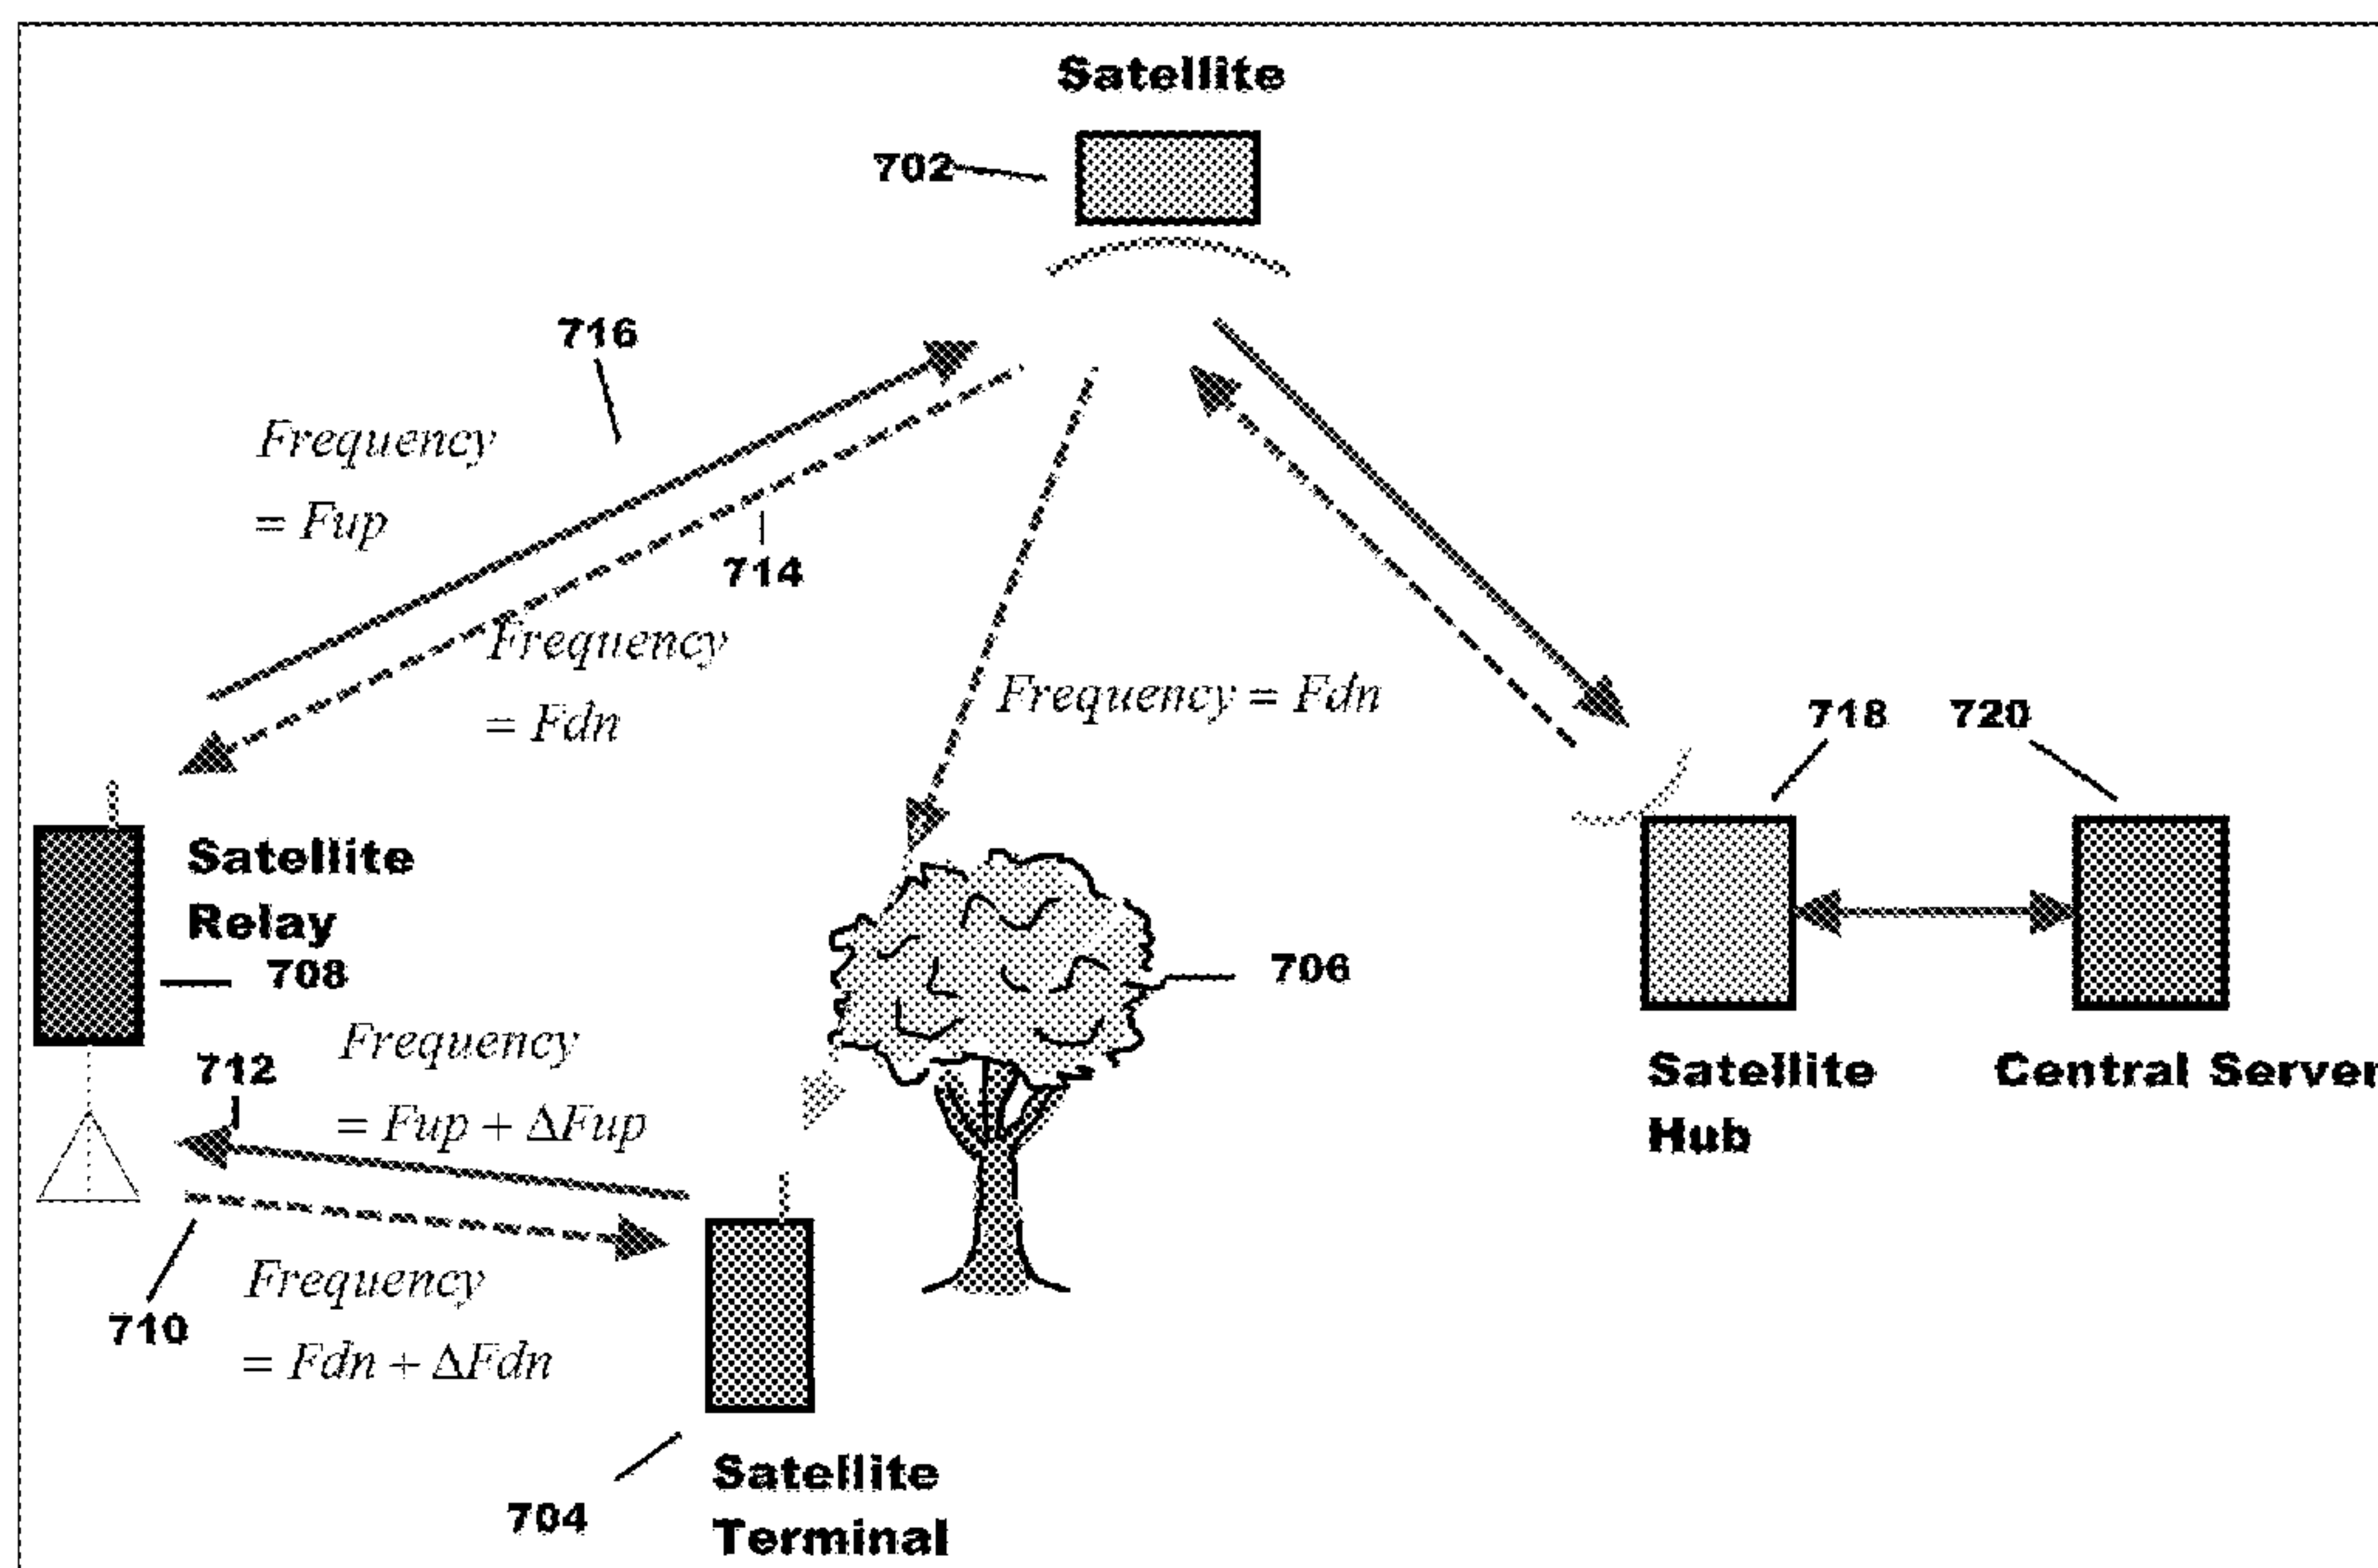 Satellite
702
716
Frequency
= Fup
714
Frequency
= Fdn
Frequency = Fdn
718 720
Satellite
Relay
708
706
712
Frequency
= Fup + ΔFup
Satellite
Hub
Central Server
710
Frequency
= Fdn + ΔFdn
704
Satellite
Terminal